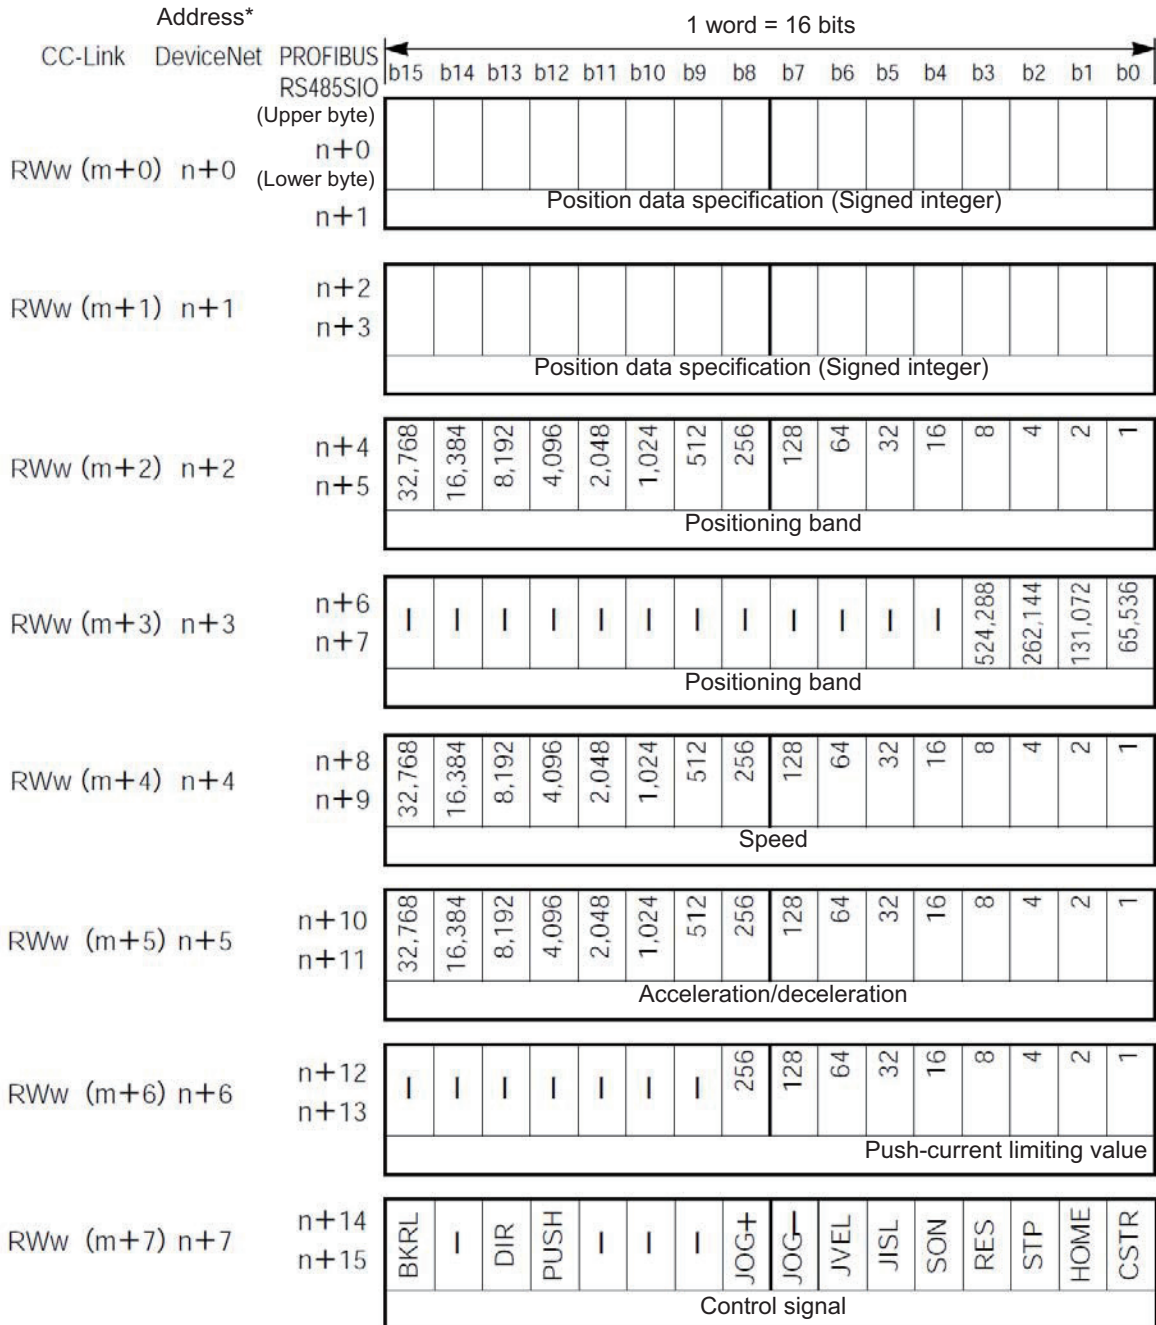 Address*
1 word = 16 bits
CC-Link DeviceNet PROFIBUS
RS485SIO
b15 b14 b13 b12 b11 b10 b9 b8 b7 b6 b5 b4 b3 b2 b1 b0
(Upper byte)
n+0
RWw (m+0) n+0
(Lower byte)
n+1
Position data specification (Signed integer)
RWw (m+1) n+1
n+2
n+3
Position data specification (Signed integer)
RWw (m+2) n+2
n+4
n+5
32,768 16,384 8,192 4,096 2,048 1,024 512 256 128 64 32 16 8 4 2 1
Positioning band
RWw (m+3) n+3
n+6
n+7
— — — — — — — — — — — — 524,288 262,144 131,072 65,536
Positioning band
RWw (m+4) n+4
n+8
n+9
32,768 16,384 8,192 4,096 2,048 1,024 512 256 128 64 32 16 8 4 2 1
Speed
RWw (m+5) n+5
n+10
n+11
32,768 16,384 8,192 4,096 2,048 1,024 512 256 128 64 32 16 8 4 2 1
Acceleration/deceleration
RWw (m+6) n+6
n+12
n+13
— — — — — — — 256 128 64 32 16 8 4 2 1
Push-current limiting value
RWw (m+7) n+7
n+14
n+15
BKRL — DIR PUSH — — — JOG+ JOG− JVEL JISL SON RES STP HOME CSTR
Control signal